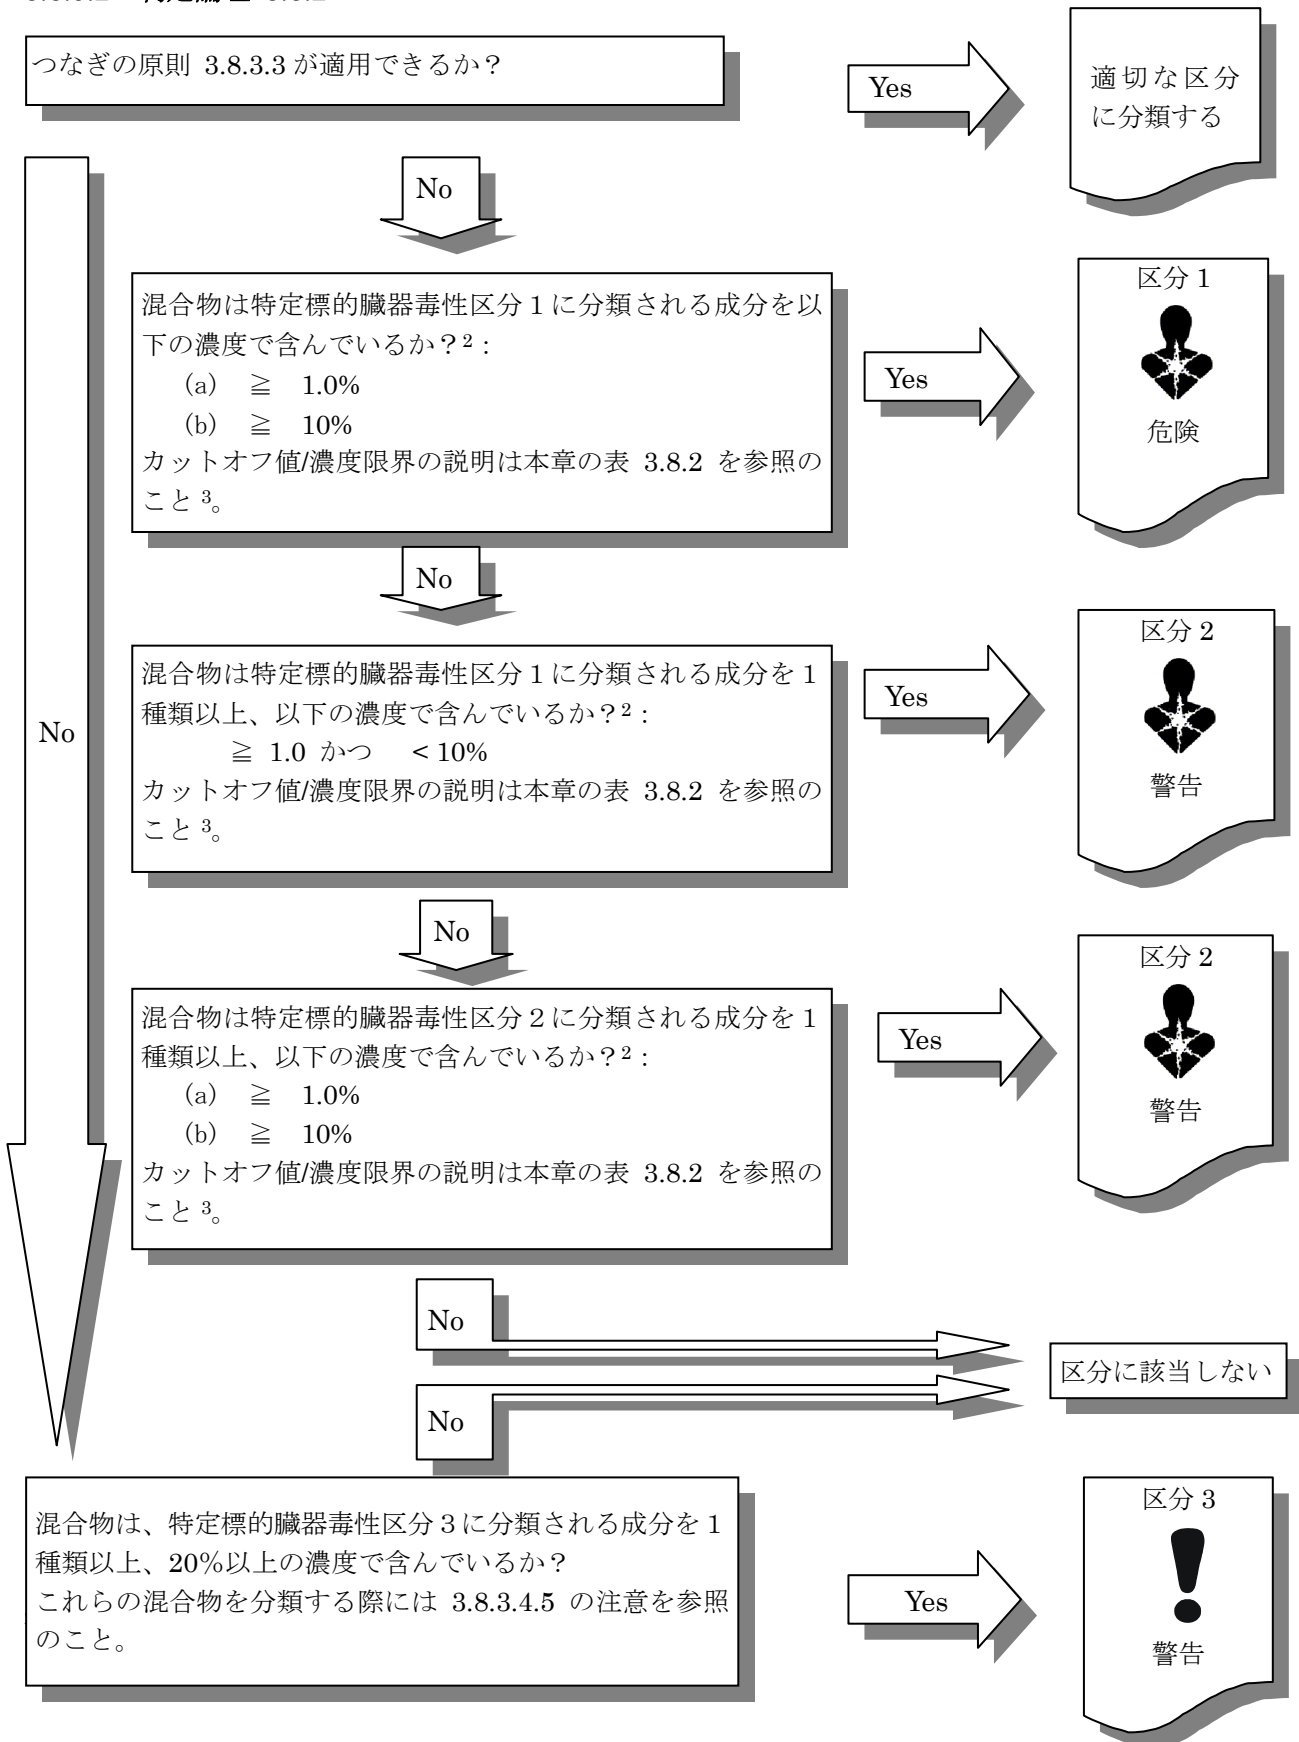 つなぎの原則 3.8.3.3 が適用できるか？
Yes
適切な区分
に分類する
No
No
混合物は特定標的臓器毒性区分１に分類される成分を以
下の濃度で含んでいるか？2：
(a) ≧ 1.0%
(b) ≧ 10%
カットオフ値/濃度限界の説明は本章の表 3.8.2 を参照の
こと 3。
Yes
区分 1
危険
No
混合物は特定標的臓器毒性区分１に分類される成分を１
種類以上、以下の濃度で含んでいるか？2：
≧ 1.0 かつ < 10%
カットオフ値/濃度限界の説明は本章の表 3.8.2 を参照の
こと 3。
Yes
区分 2
警告
No
混合物は特定標的臓器毒性区分２に分類される成分を１
種類以上、以下の濃度で含んでいるか？2：
(a) ≧ 1.0%
(b) ≧ 10%
カットオフ値/濃度限界の説明は本章の表 3.8.2 を参照の
こと 3。
Yes
区分 2
警告
No
区分に該当しない
No
混合物は、特定標的臓器毒性区分３に分類される成分を１
種類以上、20％以上の濃度で含んでいるか？
これらの混合物を分類する際には 3.8.3.4.5 の注意を参照
のこと。
Yes
区分 3
警告